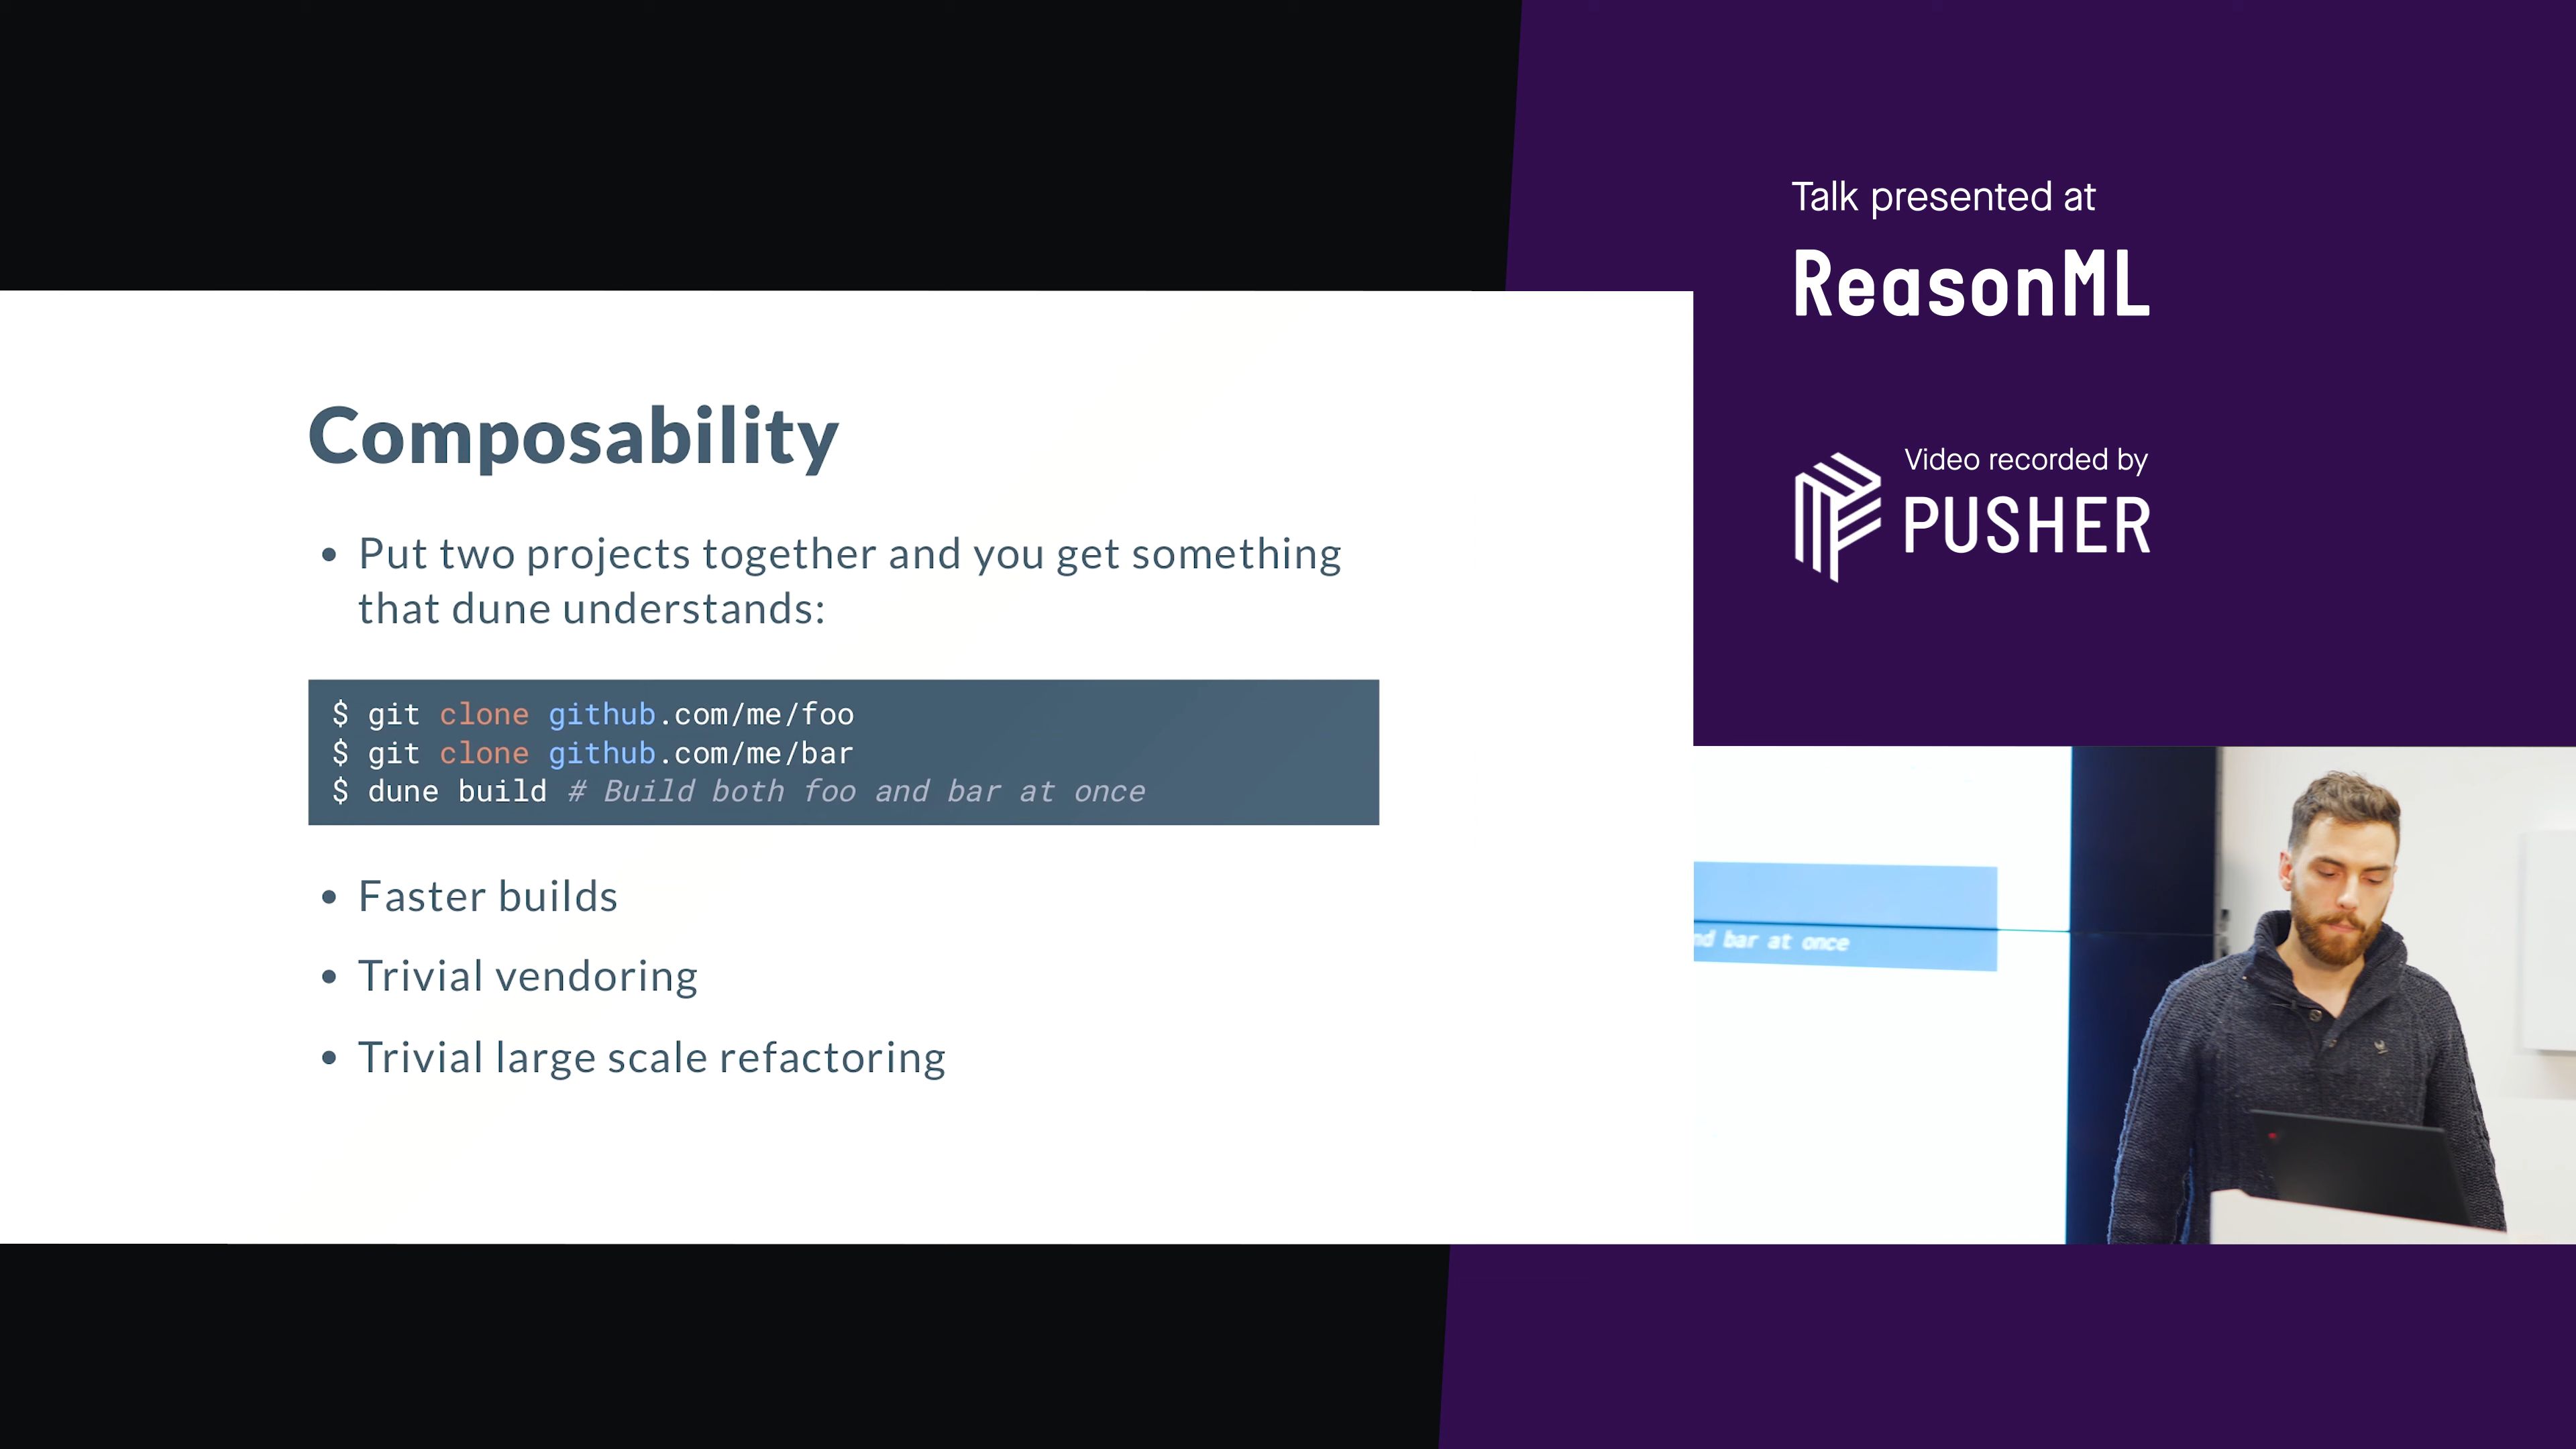 Talk presented at
ReasonML
Video recorded by
PUSHER
Composability
• Put two projects together and you get something
that dune understands:
$ git clone github.com/me/foo
$ git clone github.com/me/bar
$ dune build # Build both foo and bar at once
• Faster builds
• Trivial vendoring
• Trivial large scale refactoring
nd bar at once